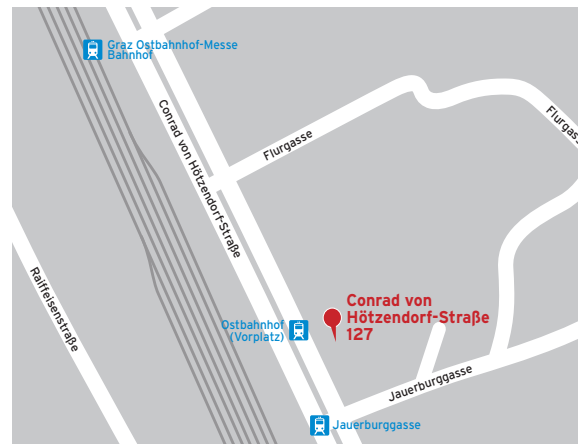 Graz Ostbahnhof-Messe
Bahnhof
Conrad von Hötzendorf-Straße
Flurgasse
Flurgasse
Raiffeisenstraße
Ostbahnhof
(Vorplatz)
Conrad von
Hötzendorf-Straße
127
Jauerburggasse
Jauerburggasse